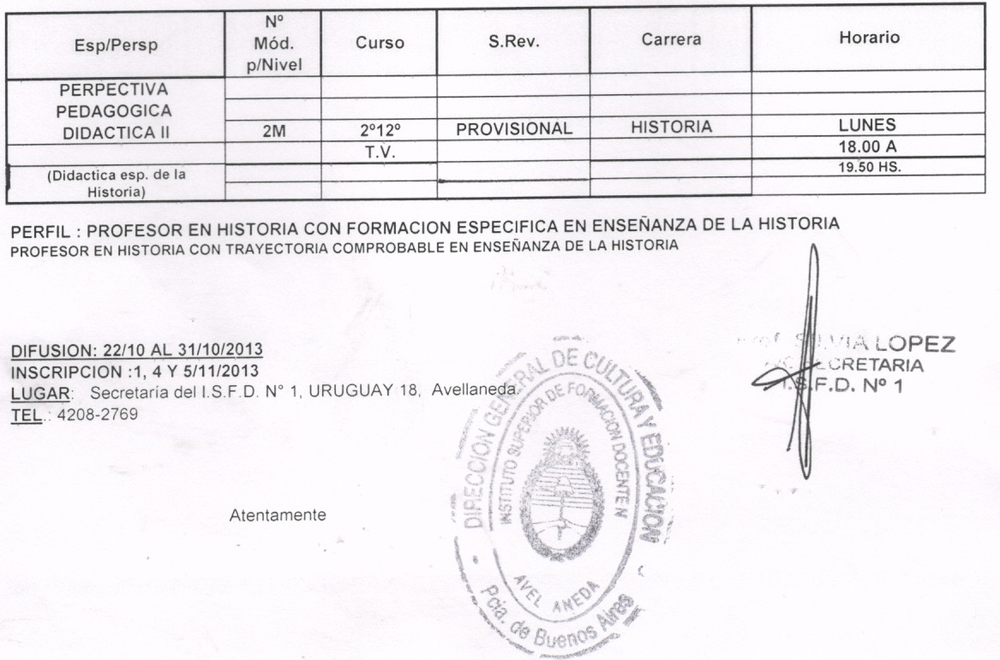 Esp/Persp Nº Mód. p/Nivel Curso S.Rev. Carrera Horario
PERPECTIVA
PEDAGOGICA
DIDACTICA II 2M 2º12º PROVISIONAL HISTORIA LUNES
T.V. 18.00 A
(Didactica esp. de la 19.50 HS.
Historia)
PERFIL : PROFESOR EN HISTORIA CON FORMACION ESPECIFICA EN ENSEÑANZA DE LA HISTORIA
PROFESOR EN HISTORIA CON TRAYECTORIA COMPROBABLE EN ENSEÑANZA DE LA HISTORIA
DIFUSION: 22/10 AL 31/10/2013
INSCRIPCION :1, 4 Y 5/11/2013
LUGAR: Secretaría del I.S.F.D. N° 1, URUGUAY 18, Avellaneda.
TEL.: 4208-2769
Prof. SILVIA LOPEZ
I.S.F.D. Nº 1
Atentamente
DIRECCION GENERAL DE CULTURA Y EDUCACION
INSTITUTO SUPERIOR DE FORMACION DOCENTE N
AVEL ANEDA
Pcia. de Buenos Aires